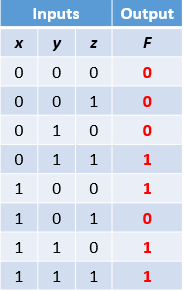 Inputs Output
x y z F
0 0 0 0
0 0 1 0
0 1 0 0
0 1 1 1
1 0 0 1
1 0 1 0
1 1 0 1
1 1 1 1